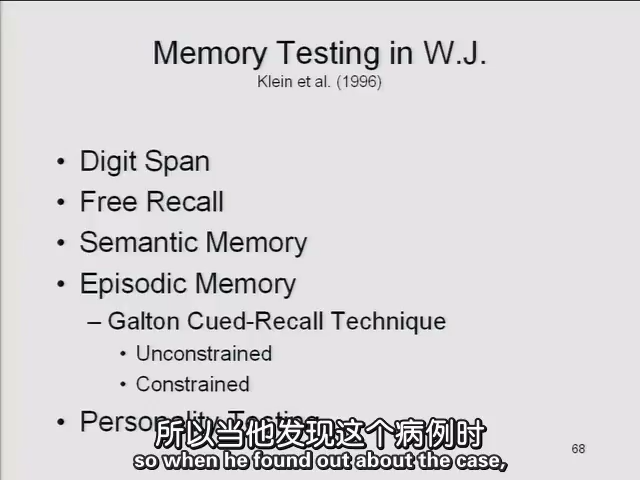 Memory Testing in W.J.
Klein et al. (1996)
• Digit Span
• Free Recall
• Semantic Memory
• Episodic Memory
– Galton Cued-Recall Technique
• Unconstrained
• Constrained
• Personality Testing
所以当他发现这个病例时
so when he found out about the case,
68